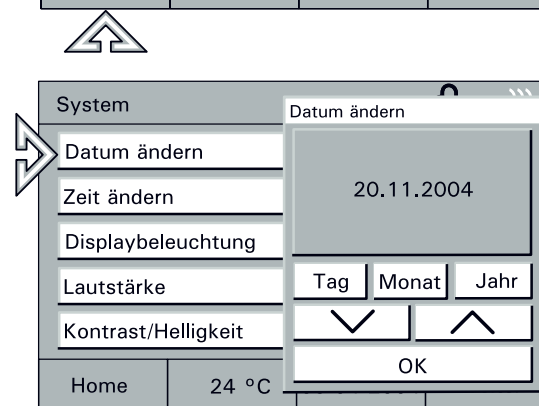 System
Datum ändern
Zeit ändern
Displaybeleuchtung
Lautstärke
Kontrast/Helligkeit
Datum ändern
20.11.2004
Tag Monat Jahr
OK
Home 24 °C